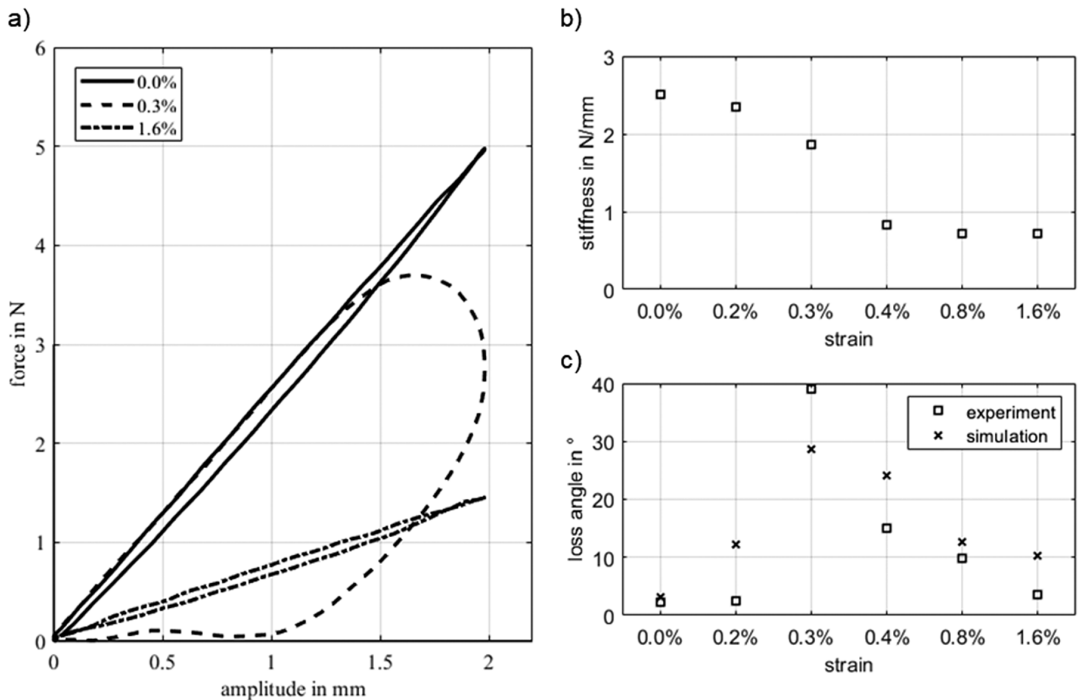 a)
6
5
4
3
2
1
0
force in N
0.0%
0.3%
1.6%
0 0.5 1 1.5 2
amplitude in mm
b)
3
2
1
0
stiffness in N/mm
0.0% 0.2% 0.3% 0.4% 0.8% 1.6%
strain
c)
40
30
20
10
0
loss angle in °
experiment
simulation
0.0% 0.2% 0.3% 0.4% 0.8% 1.6%
strain